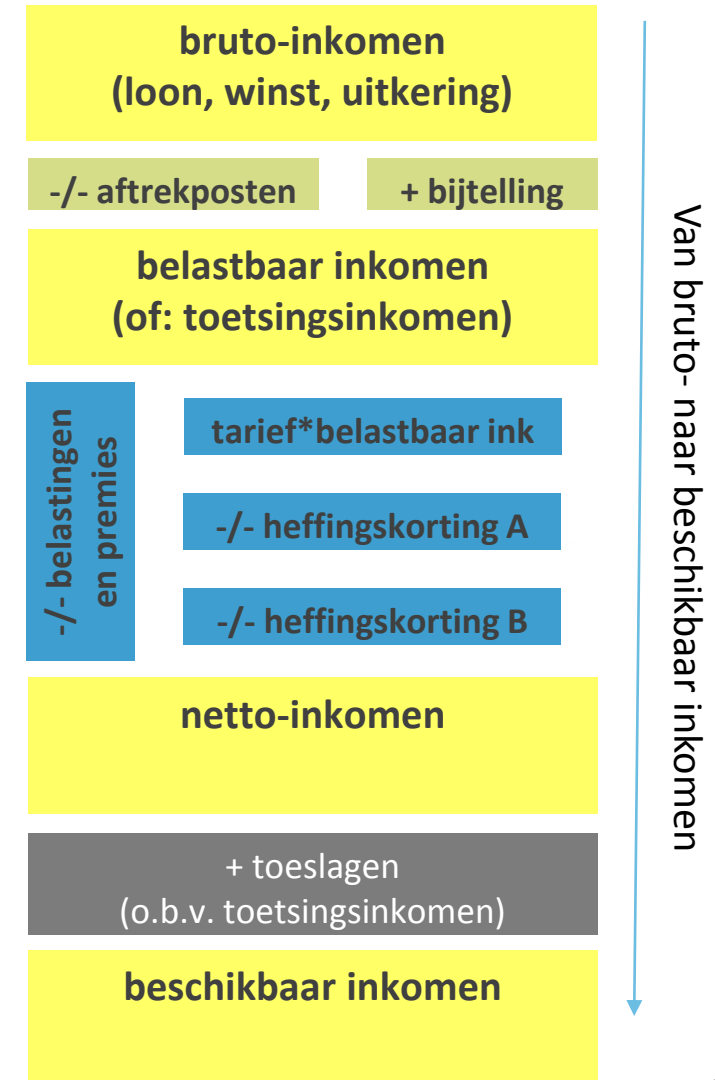 bruto-inkomen
(loon, winst, uitkering)
-/- aftrekposten
+ bijtelling
belastbaar inkomen
(of: toetsingsinkomen)
-/- belastingen
en premies
tarief*belastbaar ink
-/- heffingskorting A
-/- heffingskorting B
netto-inkomen
+ toeslagen
(o.b.v. toetsingsinkomen)
beschikbaar inkomen
Van bruto- naar beschikbaar inkomen